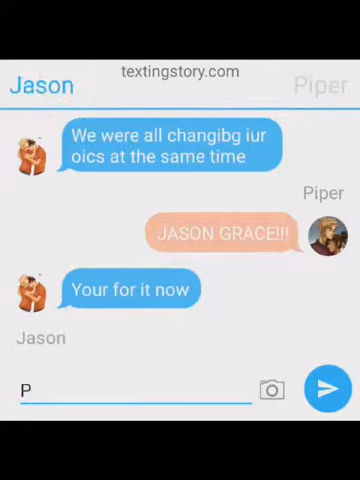 textingstory.com
Jason
Piper
We were all changibg iur
oics at the same time
Piper
JASON GRACE!!!
Your for it now
Jason
P